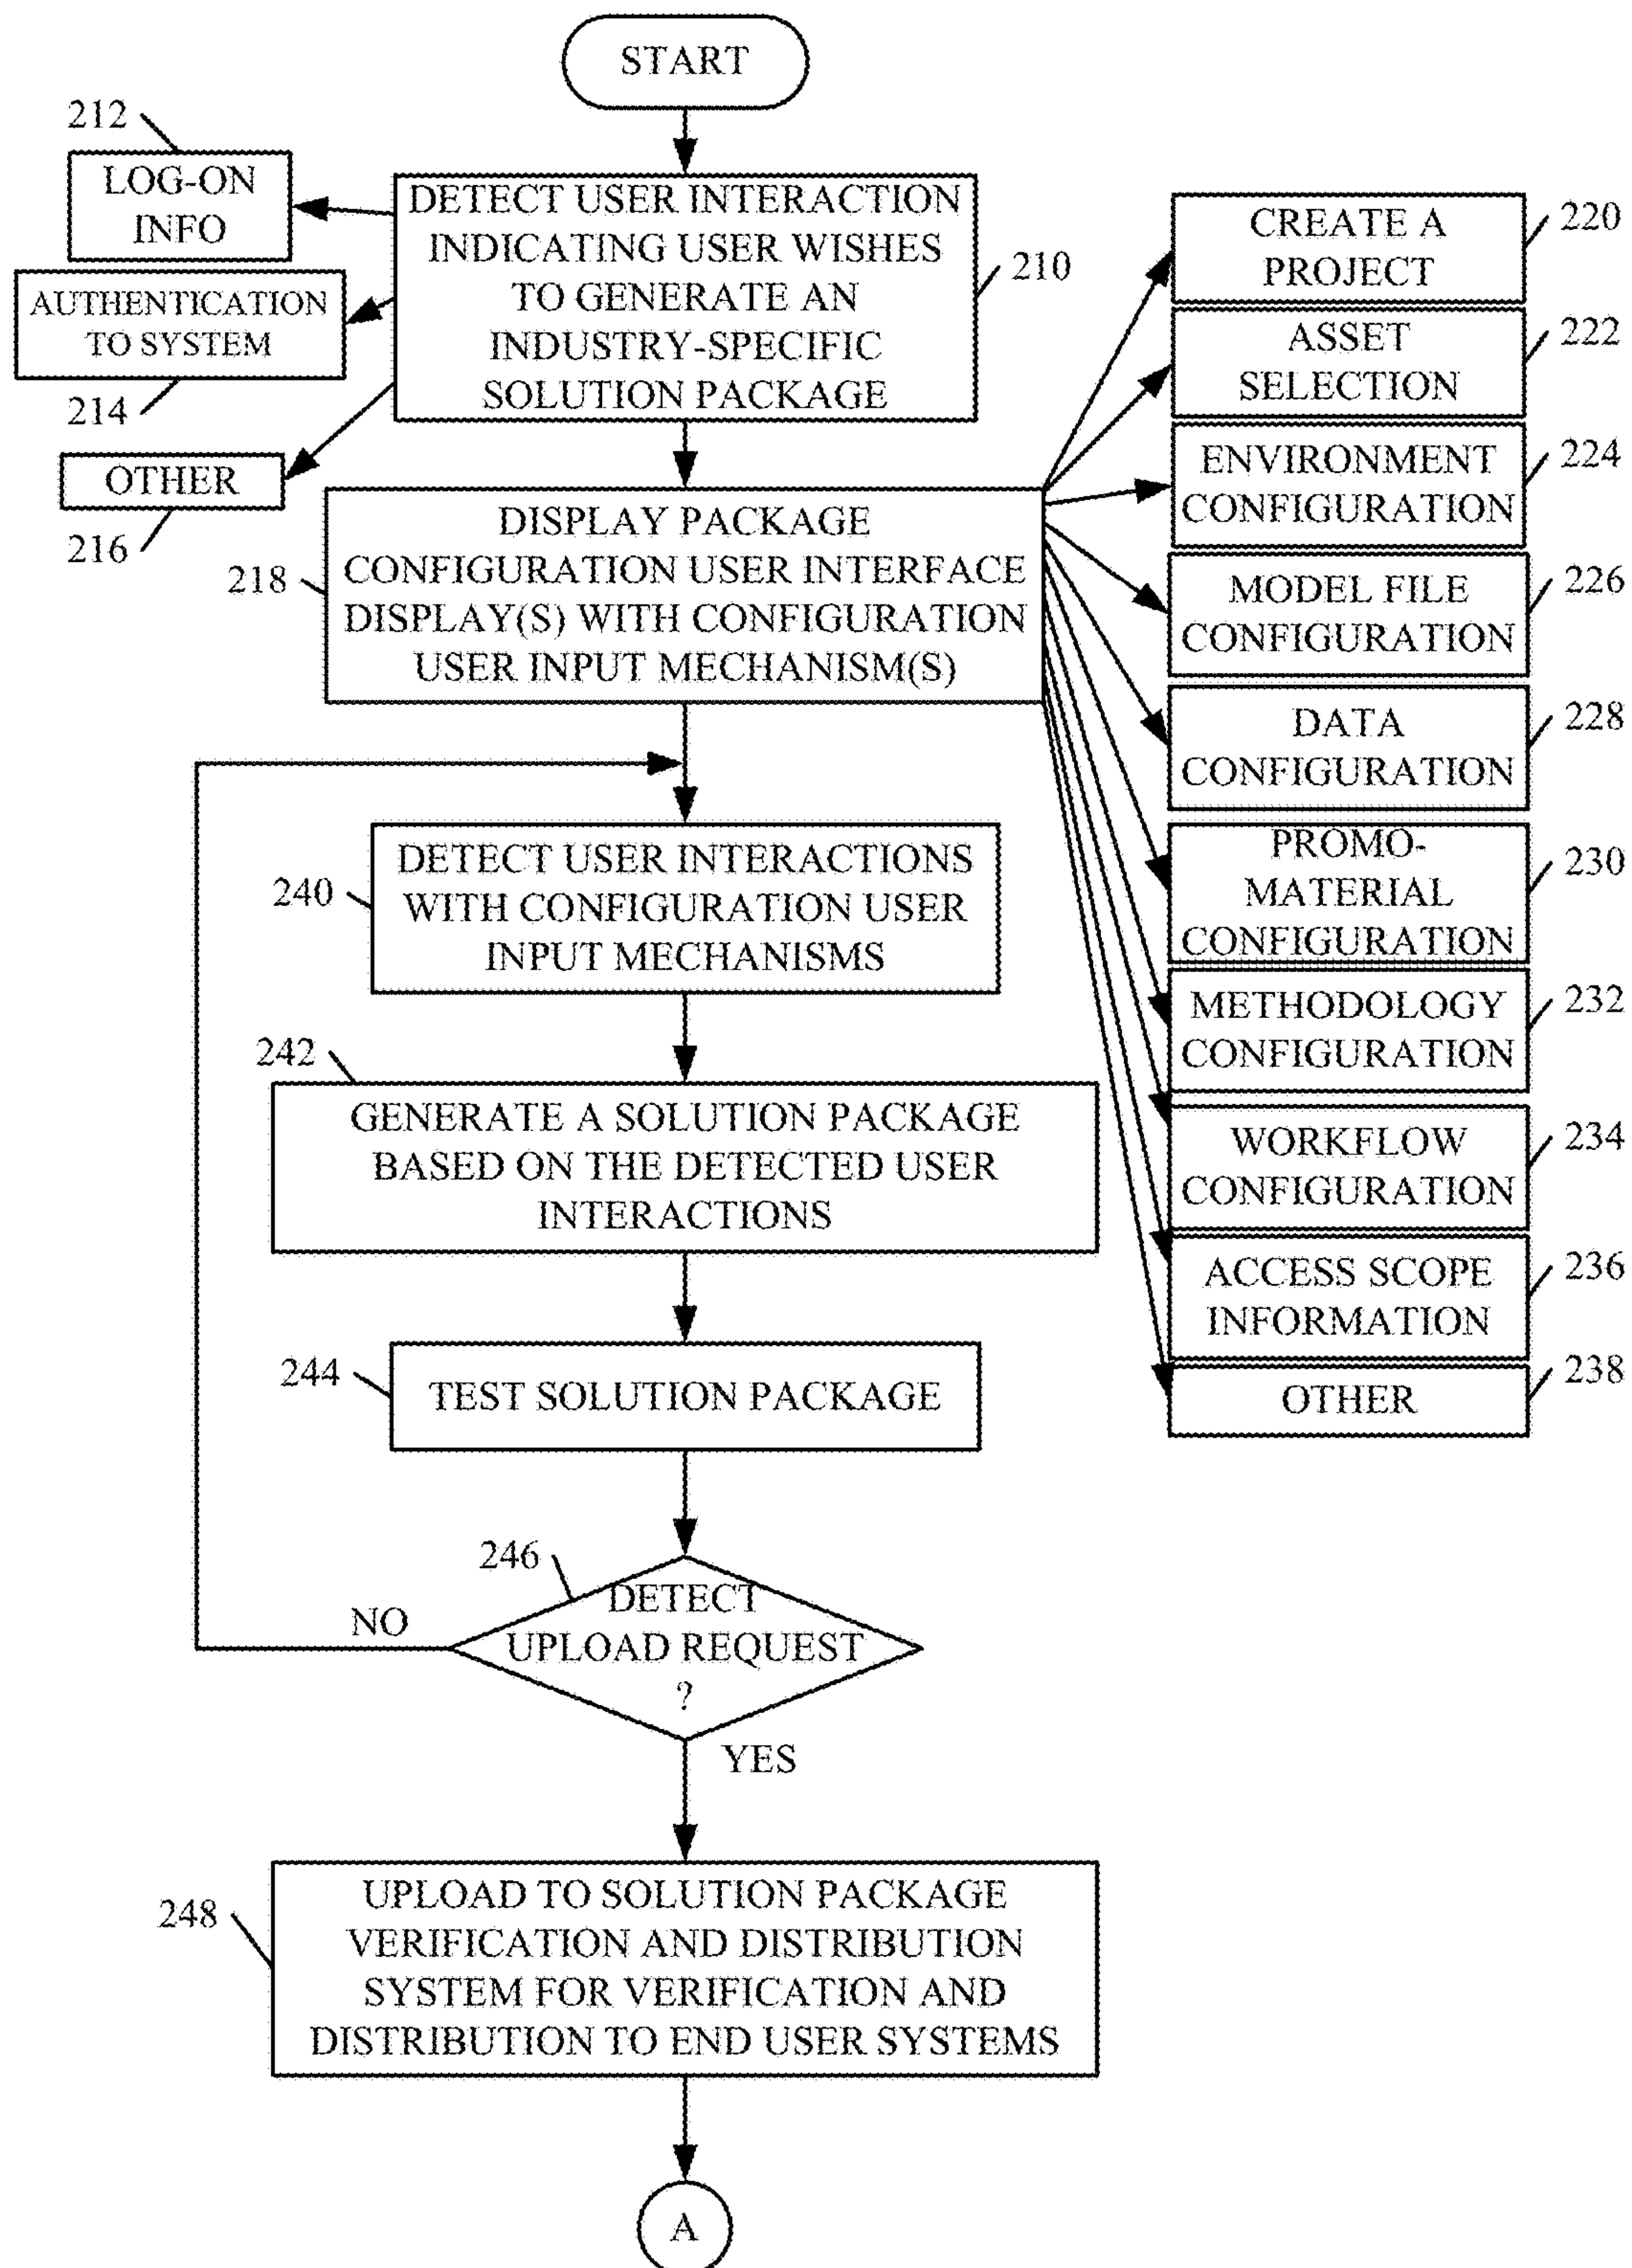 START
212
LOG-ON
INFO
DETECT USER INTERACTION
INDICATING USER WISHES
TO GENERATE AN
INDUSTRY-SPECIFIC
SOLUTION PACKAGE
210
AUTHENTICATION
TO SYSTEM
214
OTHER
216
218
DISPLAY PACKAGE
CONFIGURATION USER INTERFACE
DISPLAY(S) WITH CONFIGURATION
USER INPUT MECHANISM(S)
CREATE A
PROJECT
220
ASSET
SELECTION
222
ENVIRONMENT
CONFIGURATION
224
MODEL FILE
CONFIGURATION
226
DATA
CONFIGURATION
228
PROMO-
MATERIAL
CONFIGURATION
230
METHODOLOGY
CONFIGURATION
232
WORKFLOW
CONFIGURATION
234
ACCESS SCOPE
INFORMATION
236
OTHER
238
240
DETECT USER INTERACTIONS
WITH CONFIGURATION USER
INPUT MECHANISMS
242
GENERATE A SOLUTION PACKAGE
BASED ON THE DETECTED USER
INTERACTIONS
244
TEST SOLUTION PACKAGE
246
DETECT
UPLOAD REQUEST
?
NO
YES
248
UPLOAD TO SOLUTION PACKAGE
VERIFICATION AND DISTRIBUTION
SYSTEM FOR VERIFICATION AND
DISTRIBUTION TO END USER SYSTEMS
A